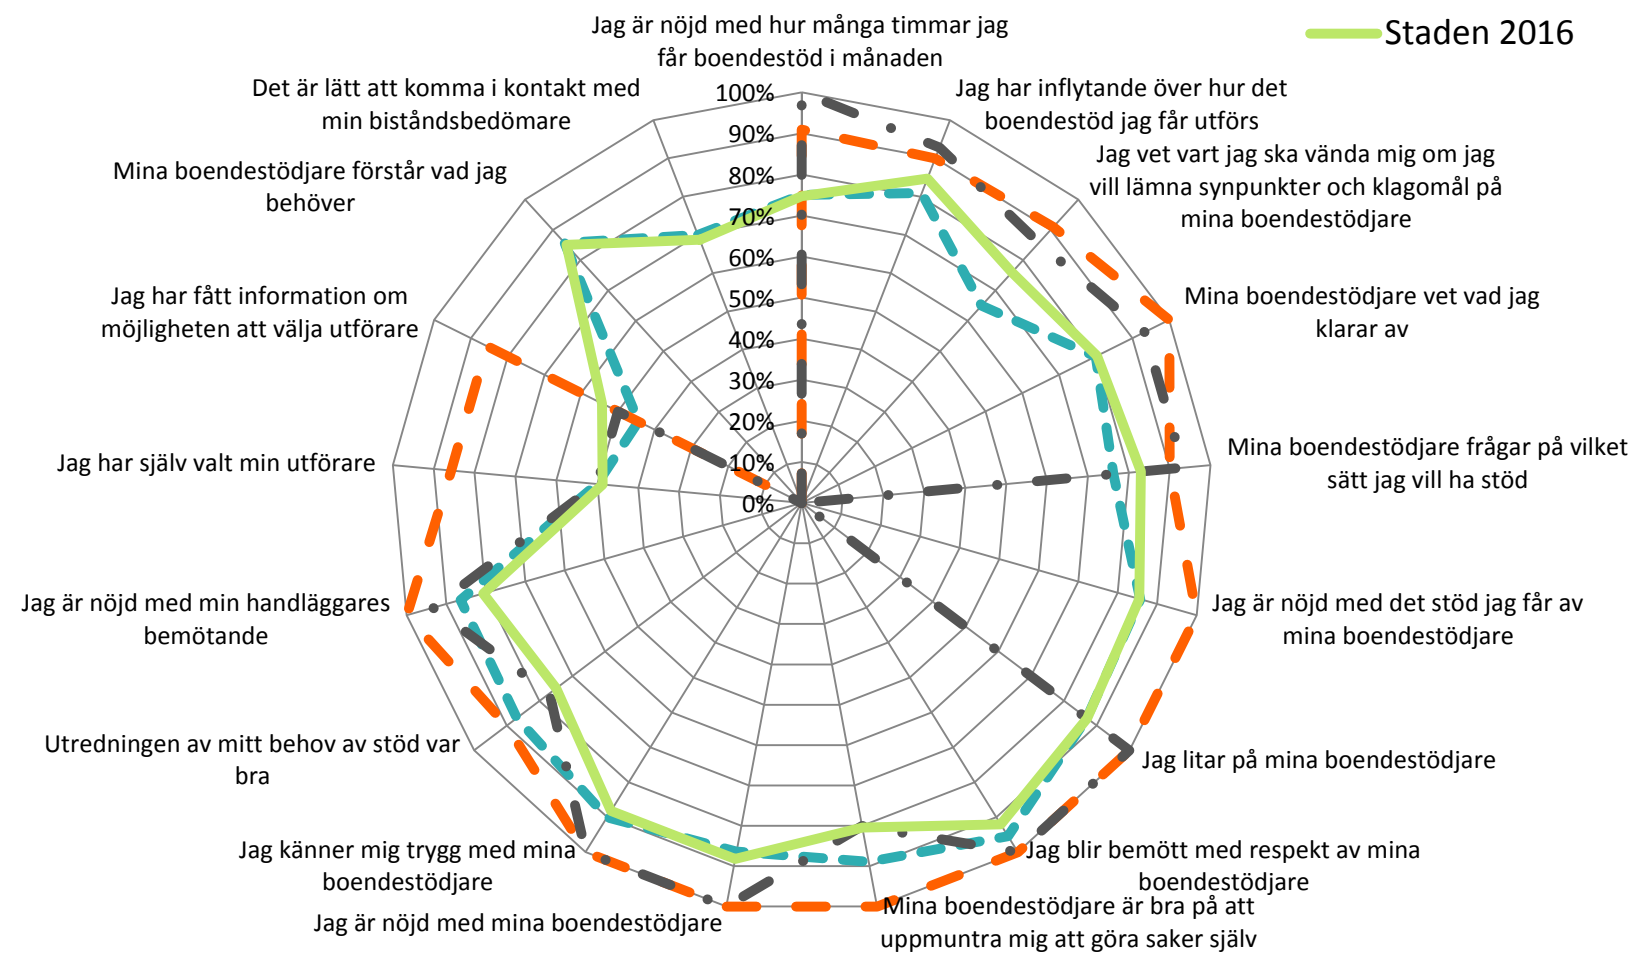 Jag är nöjd med hur många timmar jag
får boendestöd i månaden
Staden 2016
Jag har inflytande över hur det
boendestöd jag får utförs
Jag vet vart jag ska vända mig om jag
vill lämna synpunkter och klagomål på
mina boendestödjare
Mina boendestödjare vet vad jag
klarar av
Mina boendestödjare frågar på vilket
sätt jag vill ha stöd
Jag är nöjd med det stöd jag får av
mina boendestödjare
Jag litar på mina boendestödjare
Jag blir bemött med respekt av mina
boendestödjare
Mina boendestödjare är bra på att
uppmuntra mig att göra saker själv
Jag är nöjd med mina boendestödjare
Jag känner mig trygg med mina
boendestödjare
Utredningen av mitt behov av stöd var
bra
Jag är nöjd med min handläggares
bemötande
Jag har själv valt min utförare
Jag har fått information om
möjligheten att välja utförare
Mina boendestödjare förstår vad jag
behöver
Det är lätt att komma i kontakt med
min biståndsbedömare
100%
90%
80%
70%
60%
50%
40%
30%
20%
10%
0%